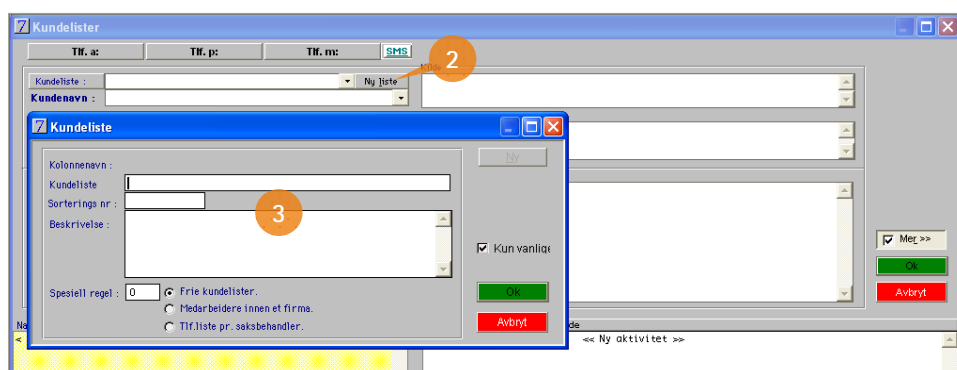 Kundelister
Tlf. a:
Tlf. p:
Tlf. m:
SMS
2
Kundeliste :
Ny liste
Kundenavn :
Kundeliste
Ny
Kolonnenavn :
Kundeliste
Sorterings nr :
3
Beskrivelse :
Kun vanlige
Mer >>
Ok
Avbryt
Spesiell regel :
0
Frie kundelister.
Medarbeidere innen et firma.
Tlf.liste pr. saksbehandler.
Ok
Avbryt
Na
de
<
<< Ny aktivitet >>